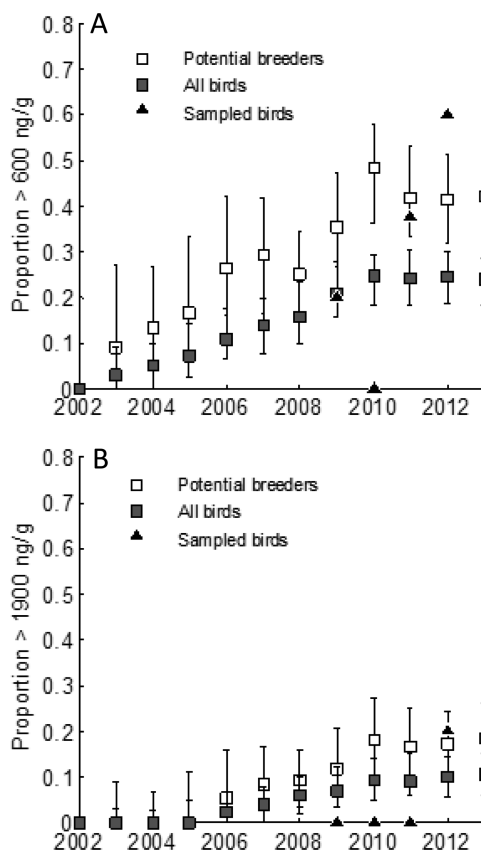 A
Potential breeders
All birds
Sampled birds
Proportion > 600 ng/g
0.8
0.7
0.6
0.5
0.4
0.3
0.2
0.1
0
2002 2004 2006 2008 2010 2012
B
Potential breeders
All birds
Sampled birds
Proportion > 1900 ng/g
0.8
0.7
0.6
0.5
0.4
0.3
0.2
0.1
0
2002 2004 2006 2008 2010 2012